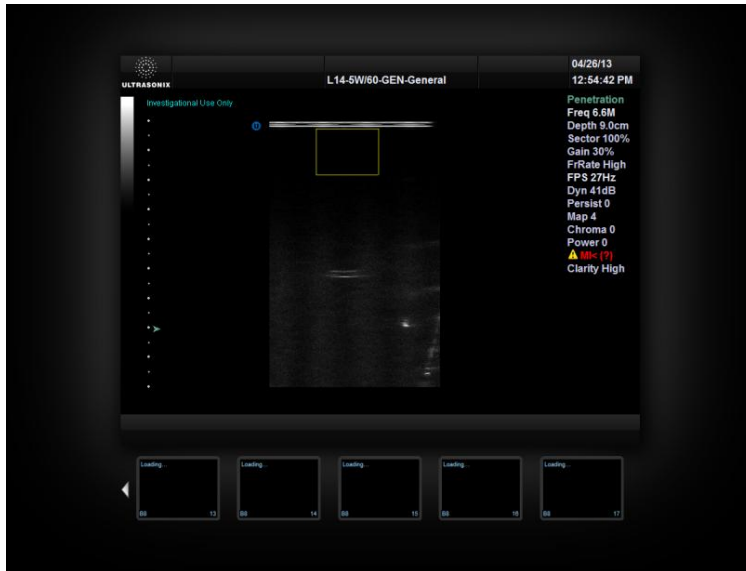 04/26/13
ULTRASONIX
L14-5W/60-GEN-General
12:54:42 PM
Investigational Use Only
Penetration
Freq 6.6M
Depth 9.0cm
Sector 100%
Gain 30%
FrRate High
FPS 27Hz
Dyn 41dB
Persist 0
Map 4
Chroma 0
Power 0
MI< (?)
Clarity High
Loading... Loading... Loading... Loading... Loading...
B8 13 B8 14 B8 15 B8 16 B8 17